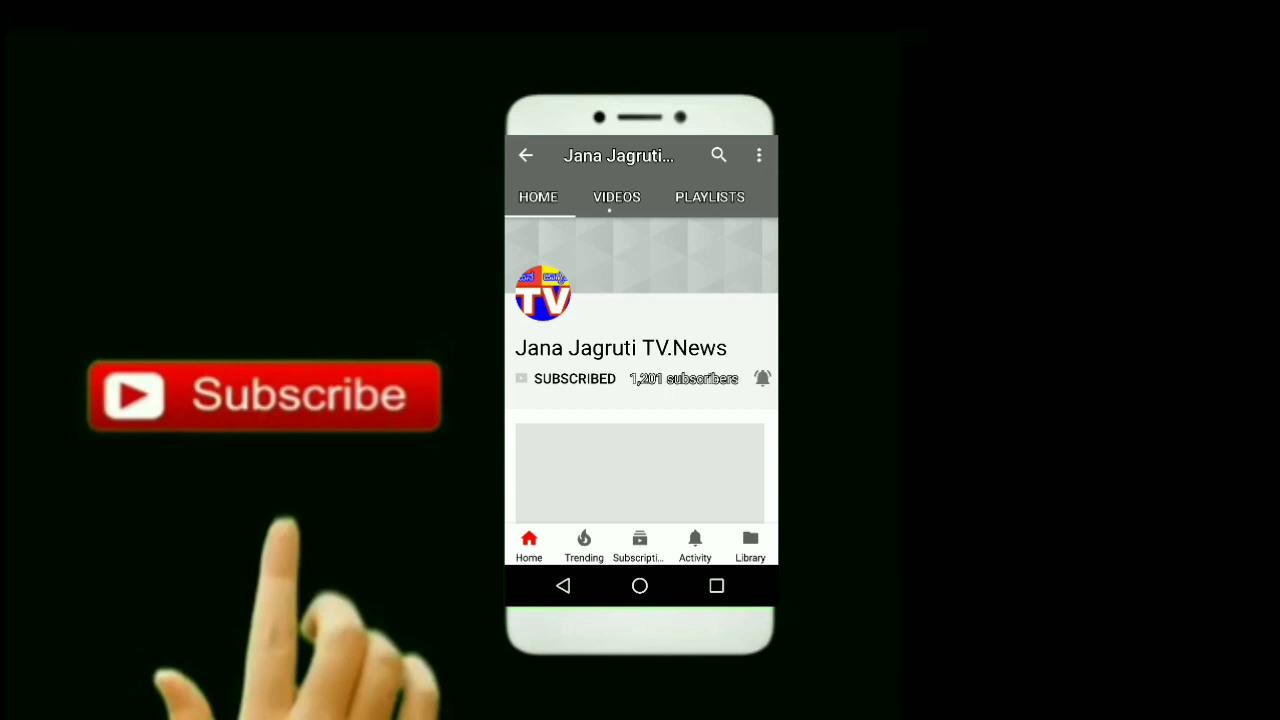 Jana Jagruti...
HOME VIDEOS PLAYLISTS
TV
Jana Jagruti TV.News
SUBSCRIBED 1,201 subscribers
Subscribe
Home Trending Subscripti... Activity Library